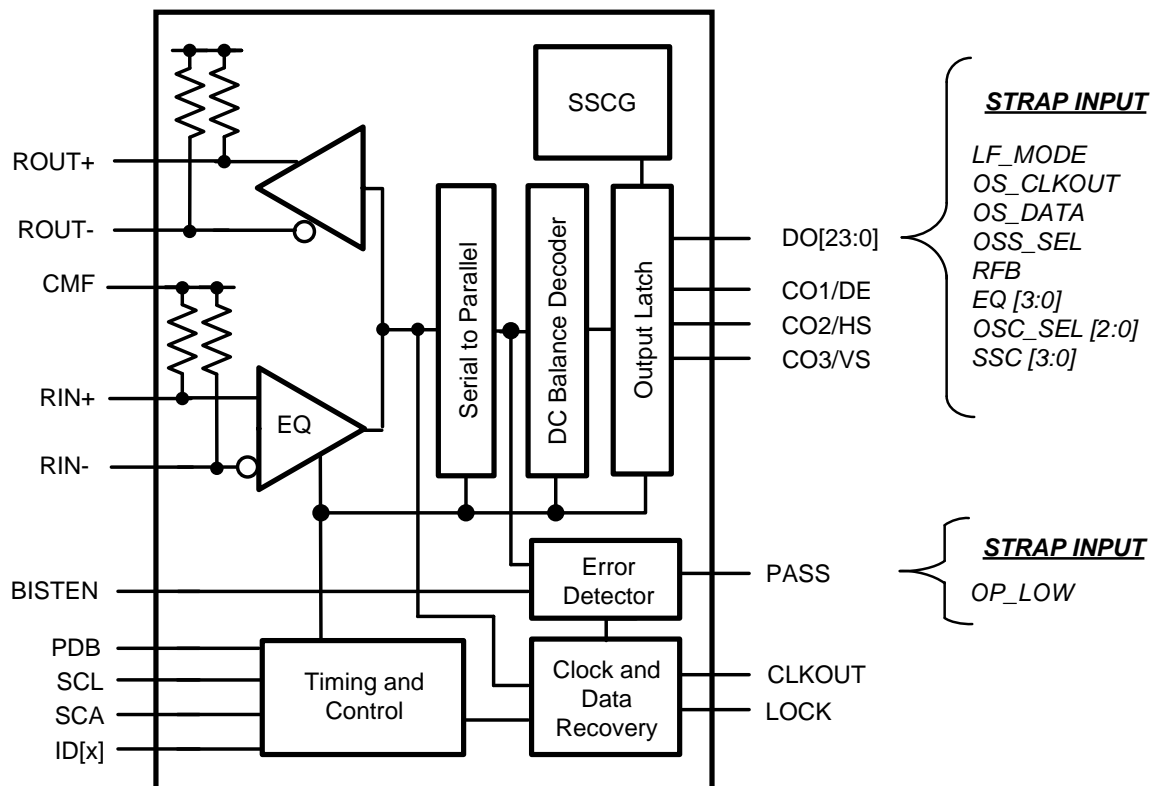 ROUT+
ROUT-
CMF
RIN+
RIN-
BISTEN
PDB
SCL
SCA
ID[x]
EQ
SSCG
Serial to Parallel
DC Balance Decoder
Output Latch
Error
Detector
Timing and
Control
Clock and
Data
Recovery
DO[23:0]
CO1/DE
CO2/HS
CO3/VS
PASS
CLKOUT
LOCK
STRAP INPUT
LF_MODE
OS_CLKOUT
OS_DATA
OSS_SEL
RFB
EQ [3:0]
OSC_SEL [2:0]
SSC [3:0]
STRAP INPUT
OP_LOW